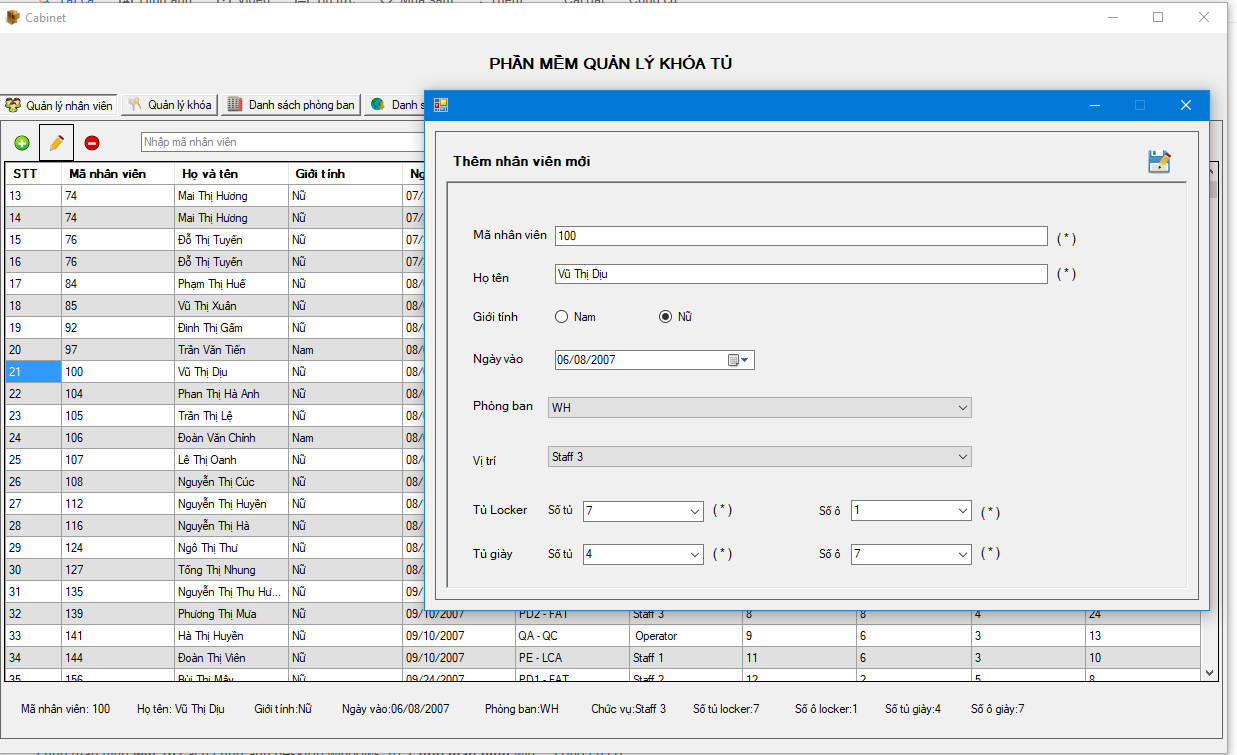 Cabinet
PHẦN MỀM QUẢN LÝ KHÓA TỦ
Quản lý nhân viên Quản lý khóa Danh sách phòng ban Danh s
Nhập mã nhân viên
STT Mã nhân viên Họ và tên Giới tính Ng
13 74 Mai Thị Hương Nữ 07/
14 74 Mai Thị Hương Nữ 07/
15 76 Đỗ Thị Tuyến Nữ 07/
16 76 Đỗ Thị Tuyến Nữ 07/
17 84 Phạm Thị Huế Nữ 08/
18 85 Vũ Thị Xuân Nữ 08/
19 92 Đinh Thị Gấm Nữ 08/
20 97 Trần Văn Tiến Nam 08/
21 100 Vũ Thị Dịu Nữ 08/
22 104 Phan Thị Hà Anh Nữ 08/
23 105 Trần Thị Lệ Nữ 08/
24 106 Đoàn Văn Chỉnh Nam 08/
25 107 Lê Thị Oanh Nữ 08/
26 108 Nguyễn Thị Cúc Nữ 08/
27 112 Nguyễn Thị Huyền Nữ 08/
28 116 Nguyễn Thị Hà Nữ 08/
29 124 Ngô Thị Thư Nữ 08/
30 127 Tống Thị Nhung Nữ 08/
31 135 Nguyễn Thị Thu Hư... Nữ 09/
32 139 Phương Thị Mưa Nữ 09/10/2007 PD2 - FAT Staff 3 8 8 4 24
33 141 Hà Thị Huyền Nữ 09/10/2007 QA - QC Operator 9 6 3 13
34 144 Đoàn Thị Viên Nữ 09/10/2007 PE - LCA Staff 1 11 6 3 10
35 156 Bùi Thị Mây Nữ 09/24/2007 PD1 - FAT Staff 2 12 2 5 8
Thêm nhân viên mới
Mã nhân viên 100 ( * )
Họ tên Vũ Thị Dịu ( * )
Giới tính Nam Nữ
Ngày vào 06/08/2007
Phòng ban WH
Vị trí Staff 3
Tủ Locker Số tủ 7 ( * ) Số ô 1 ( * )
Tủ giày Số tủ 4 ( * ) Số ô 7 ( * )
Mã nhân viên: 100 Họ tên: Vũ Thị Dịu Giới tính:Nữ Ngày vào:06/08/2007 Phòng ban:WH Chức vụ:Staff 3 Số tủ locker:7 Số ô locker:1 Số tủ giày:4 Số ô giày:7